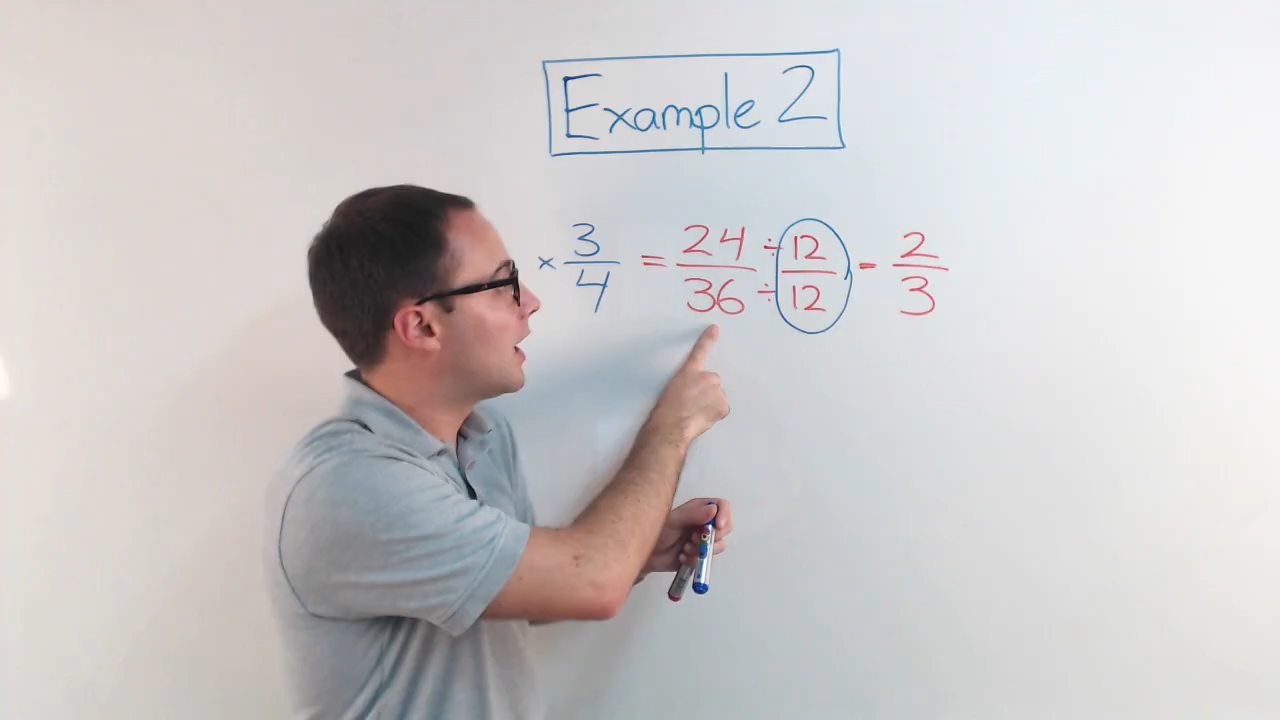 Example 2
× 3/4 = 24/36 ÷ 12/÷ 12 = 2/3